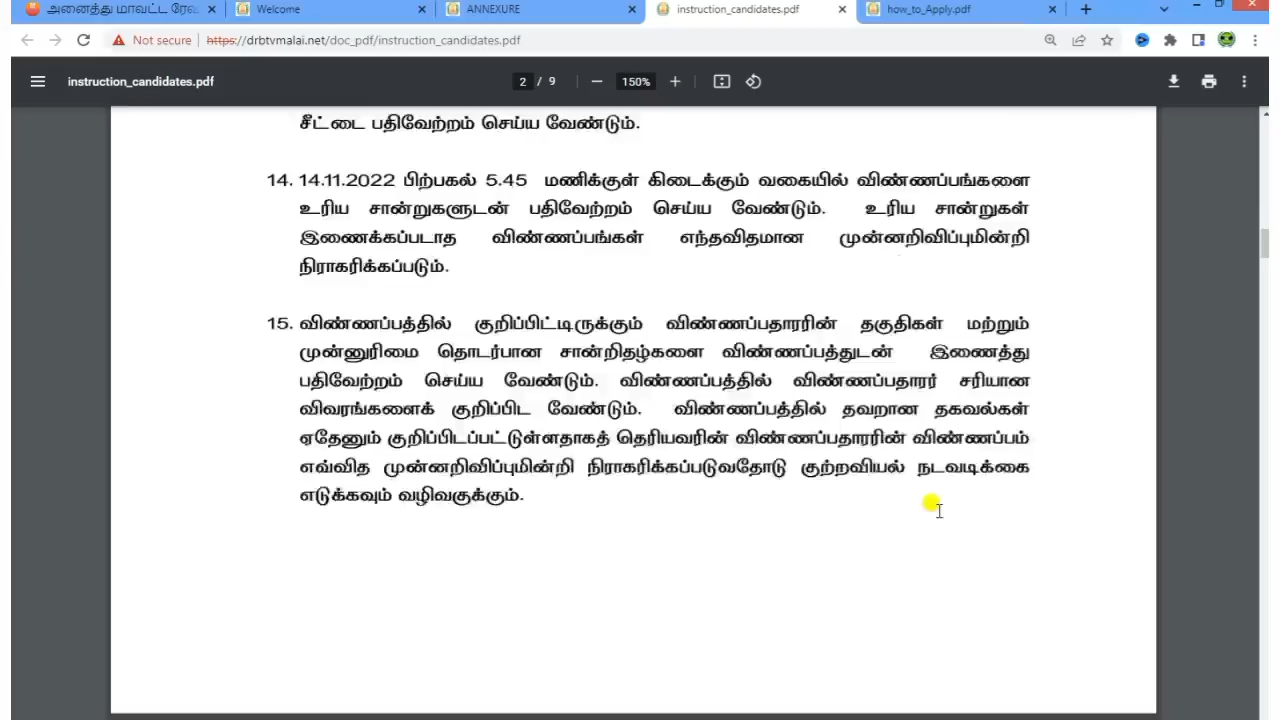 அனைத்து மாவட்ட ரேஷ
Welcome
ANNEXURE
instruction_candidates.pdf
how_to_Apply.pdf
Not secure
https://drbtvmalai.net/doc_pdf/instruction_candidates.pdf
instruction_candidates.pdf
2 / 9
150%
சீட்டை பதிவேற்றம் செய்ய வேண்டும்.
14. 14.11.2022 பிற்பகல் 5.45 மணிக்குள் கிடைக்கும் வகையில் விண்ணப்பங்களை
உரிய சான்றுகளுடன் பதிவேற்றம் செய்ய வேண்டும். உரிய சான்றுகள்
இணைக்கப்படாத விண்ணப்பங்கள் எந்தவிதமான முன்னறிவிப்புமின்றி
நிராகரிக்கப்படும்.
15. விண்ணப்பத்தில் குறிப்பிட்டிருக்கும் விண்ணப்பதாரரின் தகுதிகள் மற்றும்
முன்னுரிமை தொடர்பான சான்றிதழ்களை விண்ணப்பத்துடன் இணைத்து
பதிவேற்றம் செய்ய வேண்டும். விண்ணப்பத்தில் விண்ணப்பதாரர் சரியான
விவரங்களைக் குறிப்பிட வேண்டும். விண்ணப்பத்தில் தவறான தகவல்கள்
ஏதேனும் குறிப்பிடப்பட்டுள்ளதாகத் தெரியவரின் விண்ணப்பதாரரின் விண்ணப்பம்
எவ்வித முன்னறிவிப்புமின்றி நிராகரிக்கப்படுவதோடு குற்றவியல் நடவடிக்கை
எடுக்கவும் வழிவகுக்கும்.